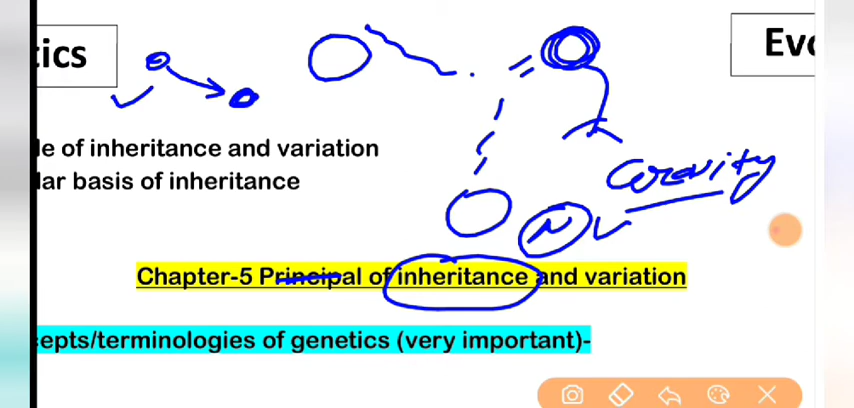 tics
Evo
le of inheritance and variation
lar basis of inheritance
Gravity
N
Chapter-5 Principal of inheritance and variation
epts/terminologies of genetics (very important)-